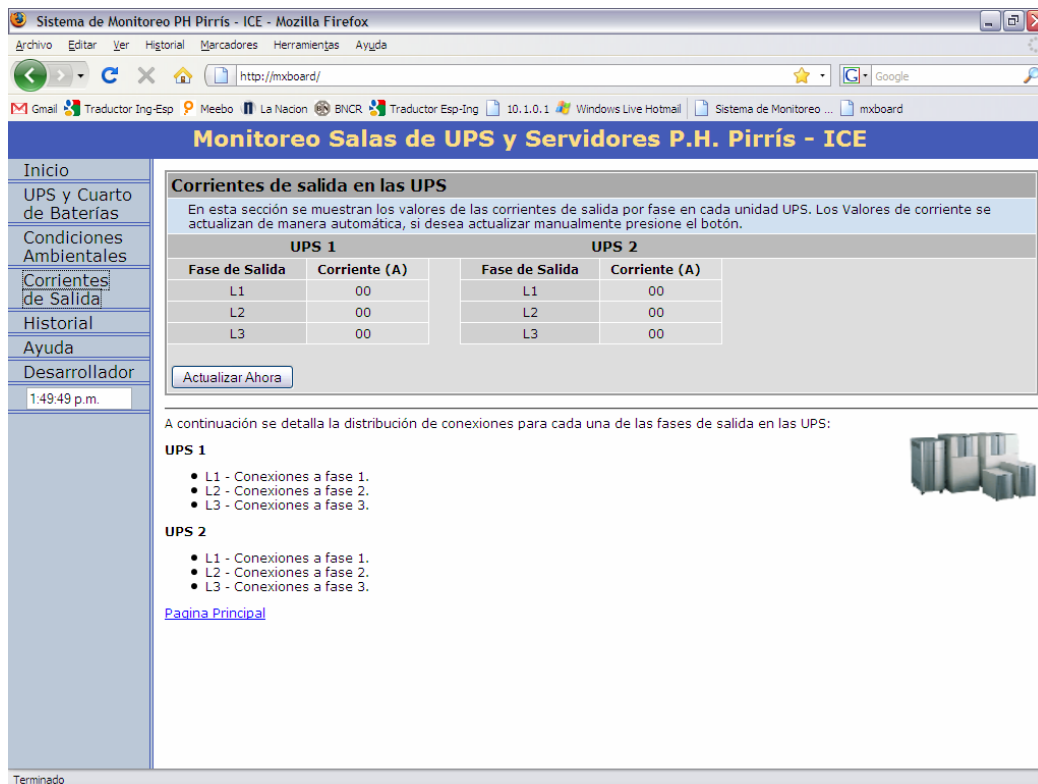 Sistema de Monitoreo PH Pirrís - ICE - Mozilla Firefox
Archivo Editar Ver Historial Marcadores Herramientas Ayuda
http://mxboard/
G Google
Gmail Traductor Ing-Esp Meebo La Nacion BNCR Traductor Esp-Ing 10.1.0.1 Windows Live Hotmail Sistema de Monitoreo ... mxboard
Monitoreo Salas de UPS y Servidores P.H. Pirrís - ICE
Inicio
UPS y Cuarto
de Baterías
Condiciones
Ambientales
Corrientes
de Salida
Historial
Ayuda
Desarrollador
1:49:49 p.m.
Corrientes de salida en las UPS
En esta sección se muestran los valores de las corrientes de salida por fase en cada unidad UPS. Los Valores de corriente se
actualizan de manera automática, si desea actualizar manualmente presione el botón.
UPS 1 UPS 2
Fase de Salida Corriente (A) Fase de Salida Corriente (A)
L1 00 L1 00
L2 00 L2 00
L3 00 L3 00
Actualizar Ahora
A continuación se detalla la distribución de conexiones para cada una de las fases de salida en las UPS:
UPS 1
• L1 - Conexiones a fase 1.
• L2 - Conexiones a fase 2.
• L3 - Conexiones a fase 3.
UPS 2
• L1 - Conexiones a fase 1.
• L2 - Conexiones a fase 2.
• L3 - Conexiones a fase 3.
Pagina Principal
Terminado